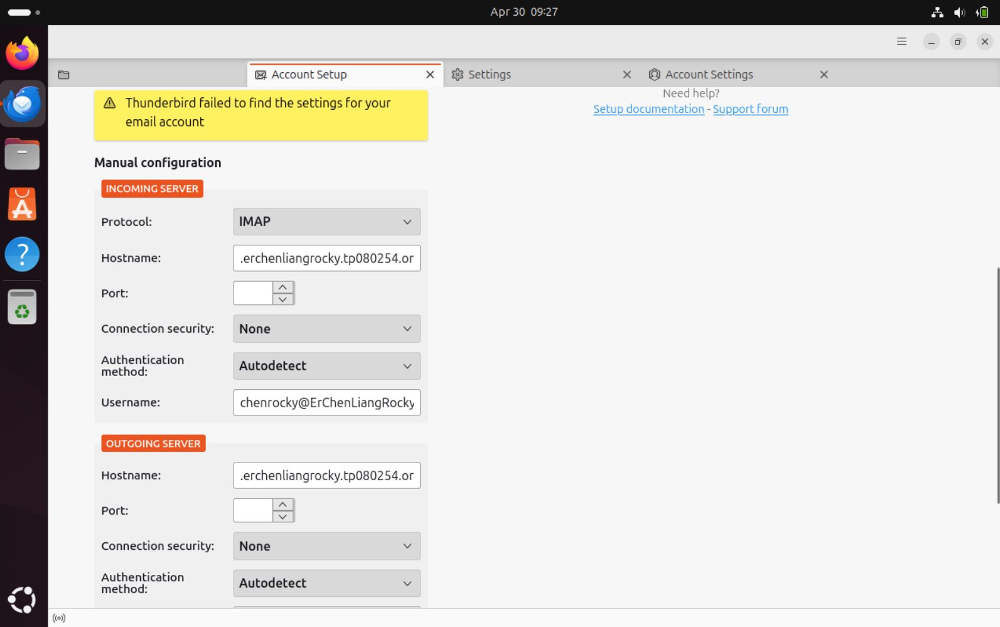 Apr 30 09:27
Account Setup
Settings
Account Settings
Thunderbird failed to find the settings for your
email account
Need help?
Setup documentation - Support forum
Manual configuration
INCOMING SERVER
Protocol:
IMAP
Hostname:
.erchenliangrocky.tp080254.or
Port:
Connection security:
None
Authentication
method:
Autodetect
Username:
chenrocky@ErChenLiangRocky
OUTGOING SERVER
Hostname:
.erchenliangrocky.tp080254.or
Port:
Connection security:
None
Authentication
method:
Autodetect